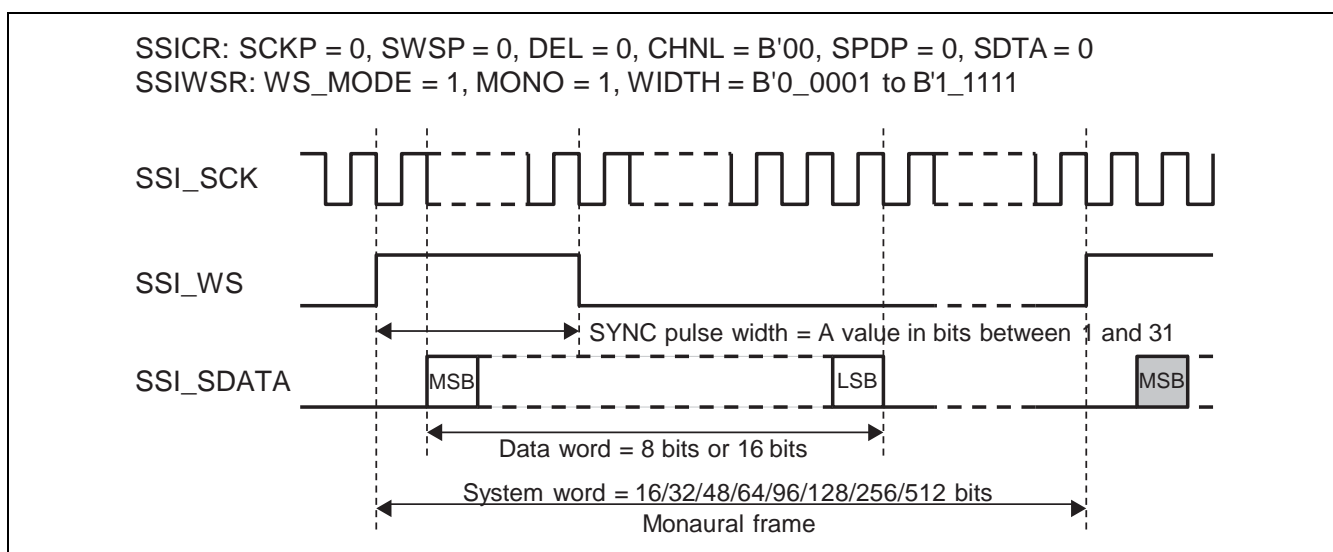 SSICR: SCKP = 0, SWSP = 0, DEL = 0, CHNL = B'00, SPDP = 0, SDTA = 0
SSIWSR: WS_MODE = 1, MONO = 1, WIDTH = B'0_0001 to B'1_1111
SSI_SCK
SSI_WS
SYNC pulse width = A value in bits between 1 and 31
SSI_SDATA
MSB
LSB
MSB
Data word = 8 bits or 16 bits
System word = 16/32/48/64/96/128/256/512 bits
Monaural frame